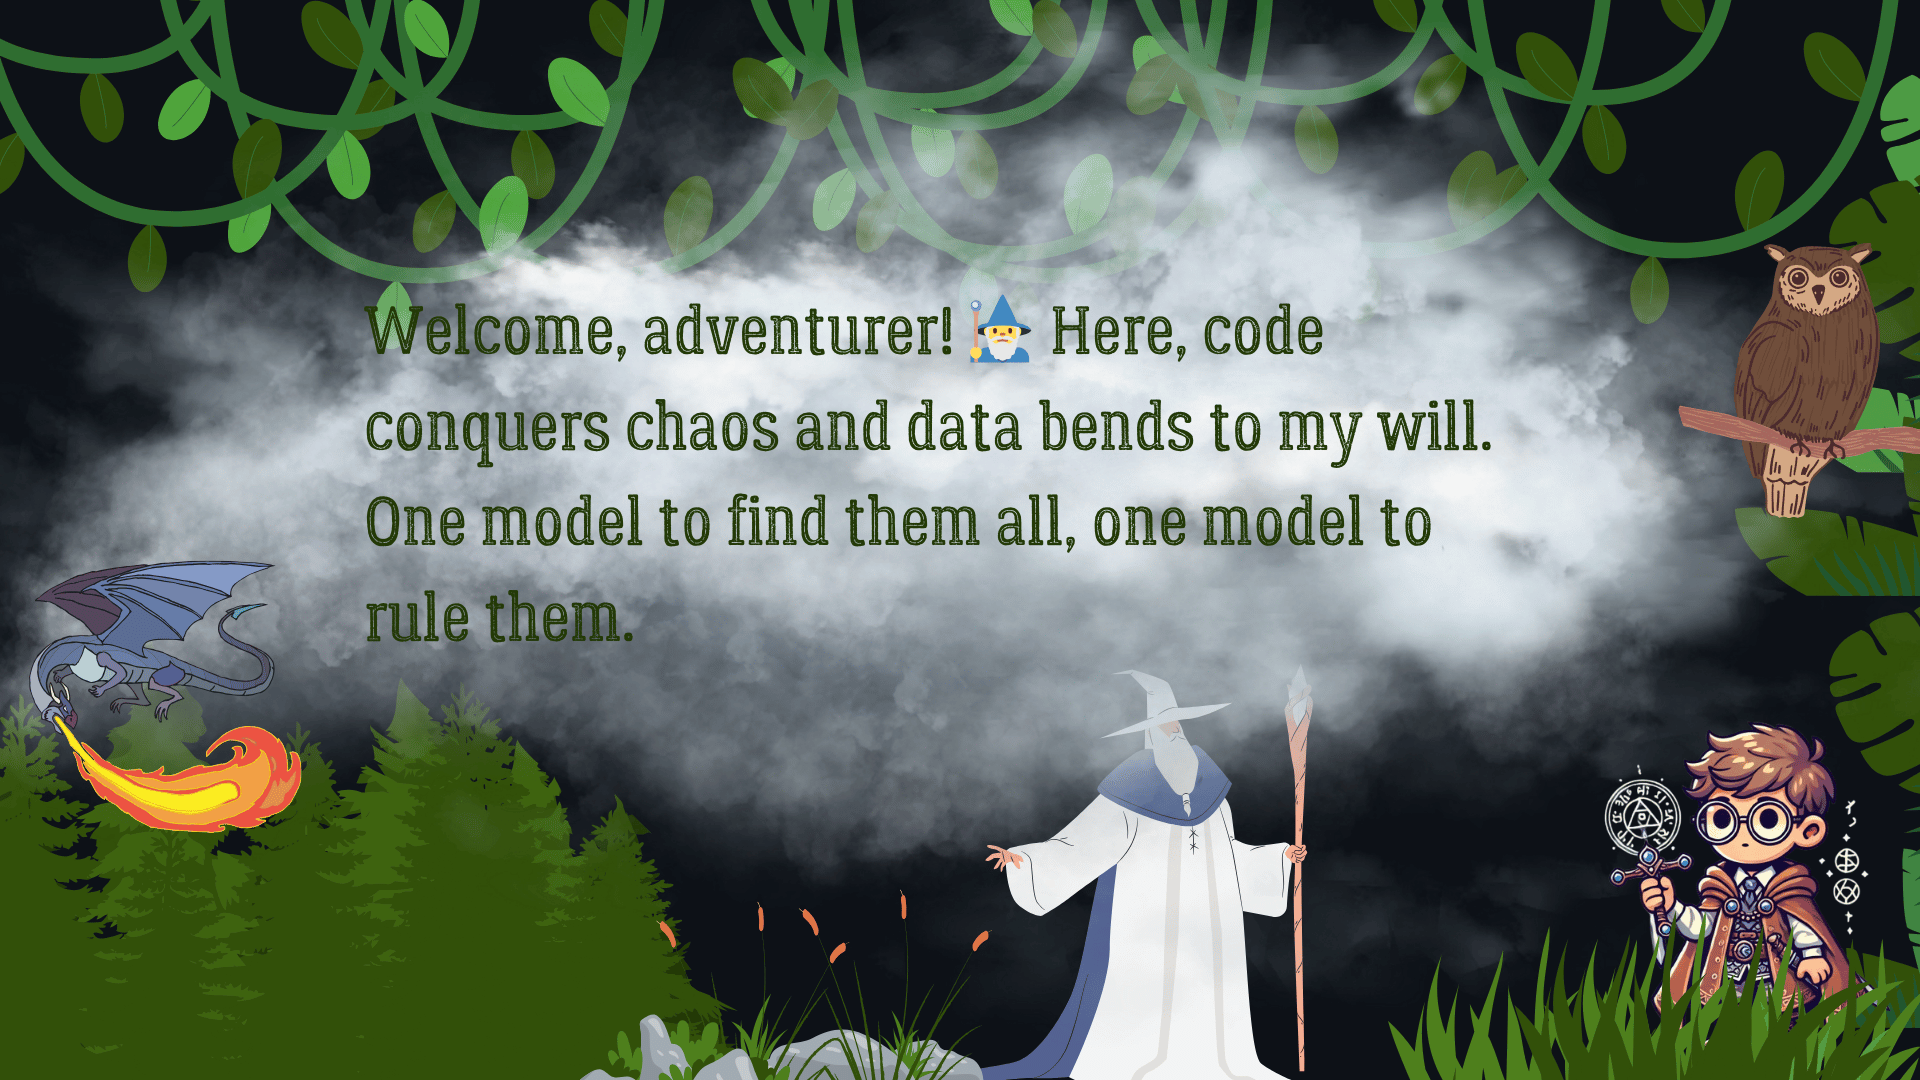 Welcome, adventurer! 🧙‍♂️ Here, code
conquers chaos and data bends to my will.
One model to find them all, one model to
rule them.